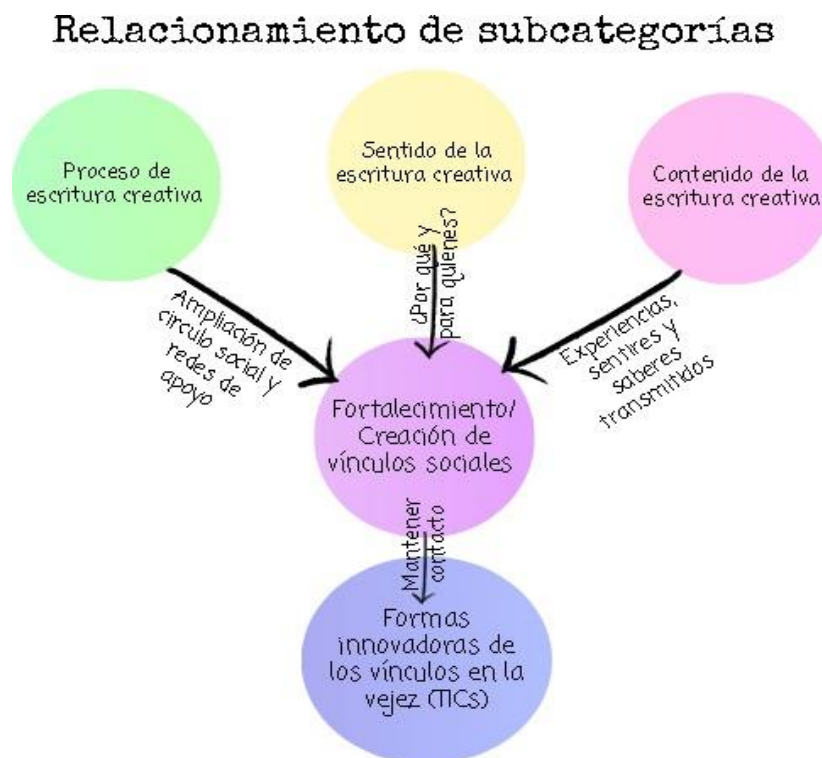 Relacionamiento de subcategorías
Proceso de
escritura creativa
Sentido de la
escritura creativa
Contenido de la
escritura creativa
Ampliación de
circulo social y
redes de
apoyo
¿Por qué y
para quienes?
Experiencias,
sentires y
saberes
transmitidos
Fortalecimiento/
Creación de
vínculos sociales
Mantener
contacto
Formas
innovadoras de
los vínculos en la
vejez (TICs)